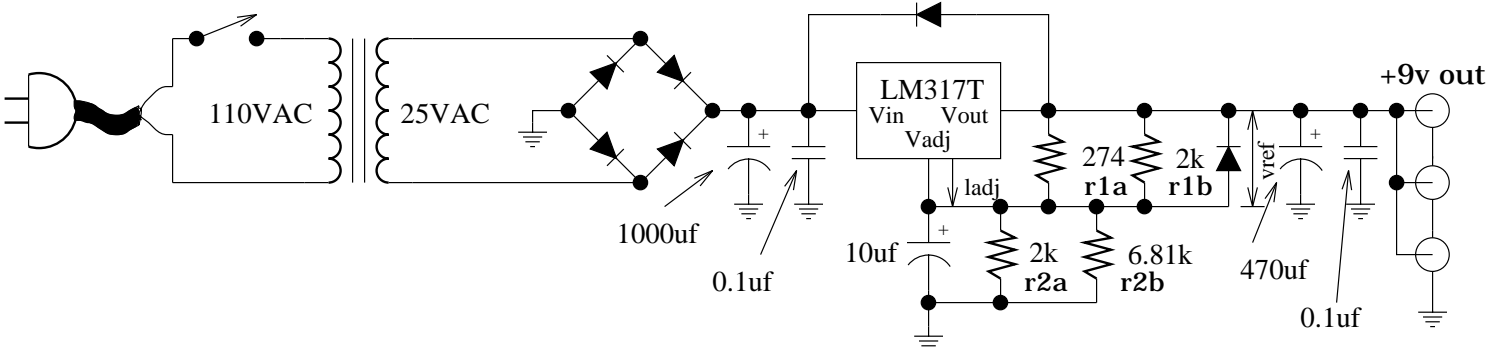 110VAC
25VAC
+
1000uf
0.1uf
LM317T
Vin
Vout
Vadj
Iadj
274
r1a
2k
r1b
vref
+
10uf
2k
r2a
6.81k
r2b
+
470uf
0.1uf
+9v out